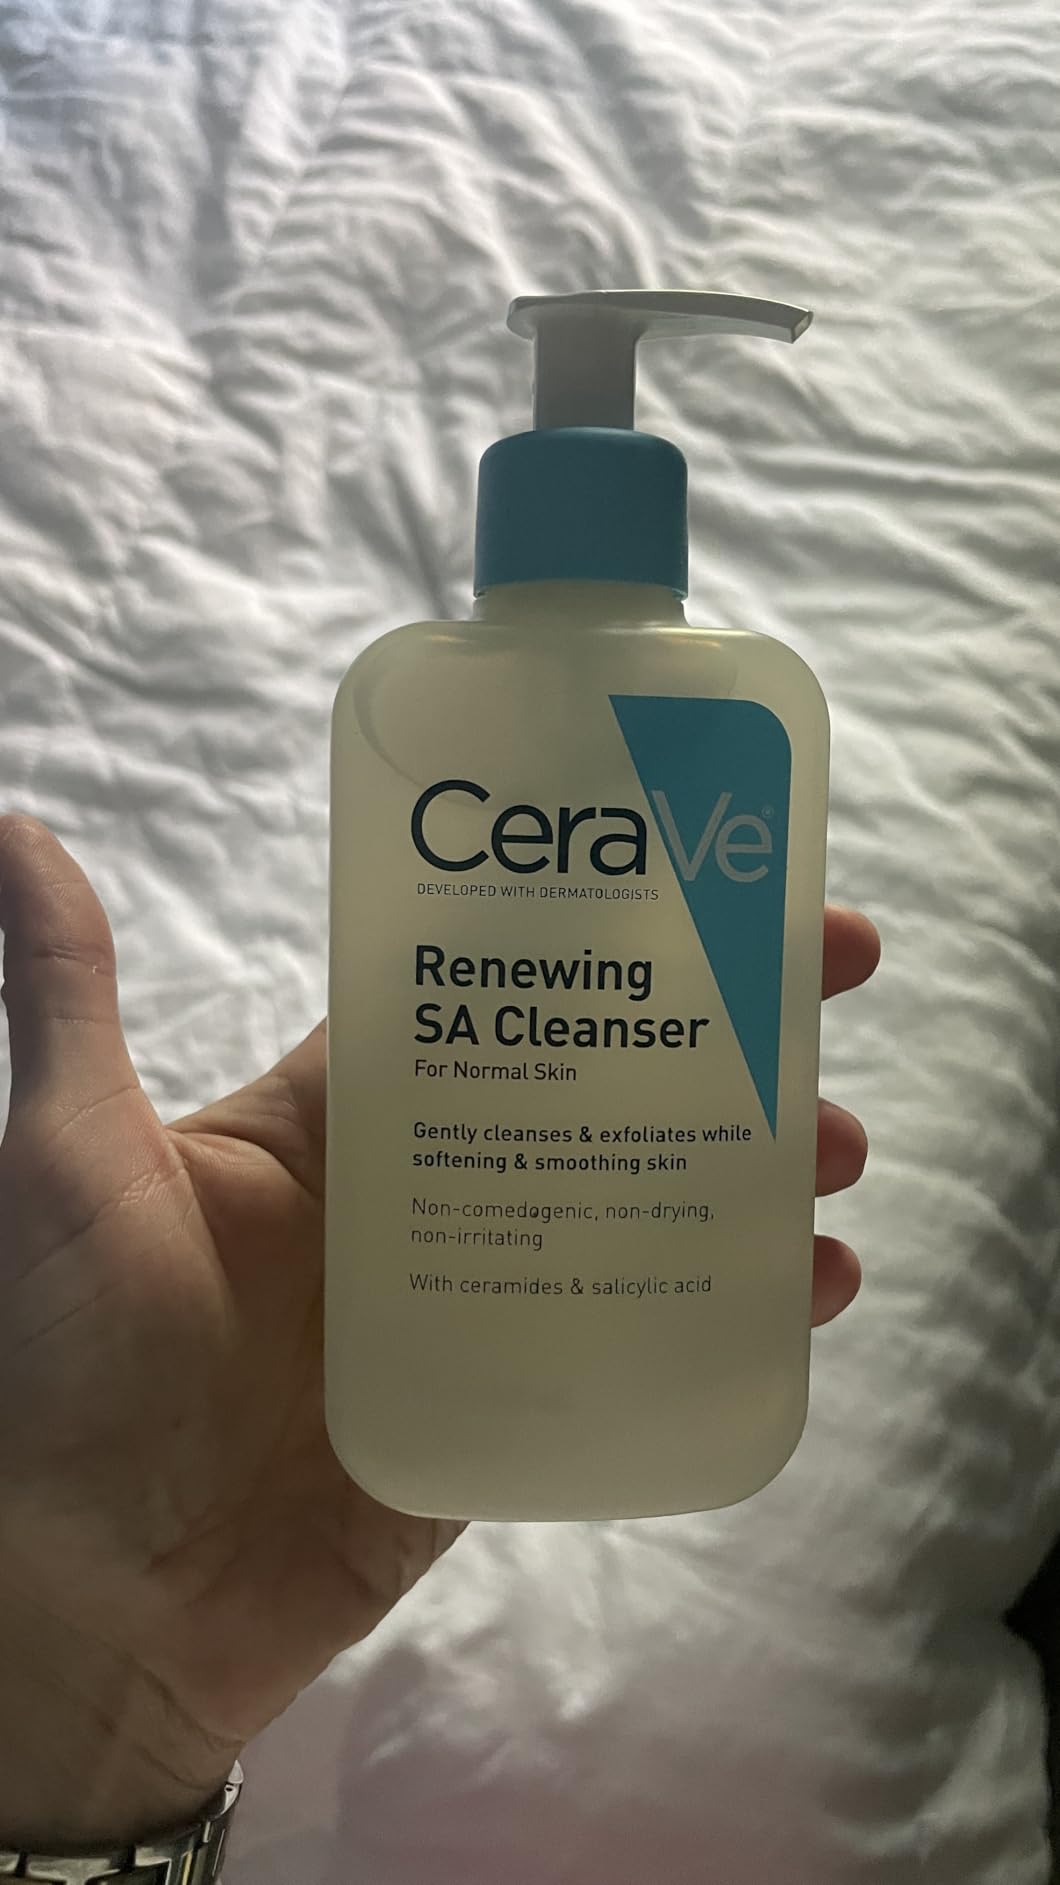 CeraVe®
DEVELOPED WITH DERMATOLOGISTS
Renewing
SA Cleanser
For Normal Skin
Gently cleanses & exfoliates while
softening & smoothing skin
Non-comedogenic, non-drying,
non-irritating
With ceramides & salicylic acid